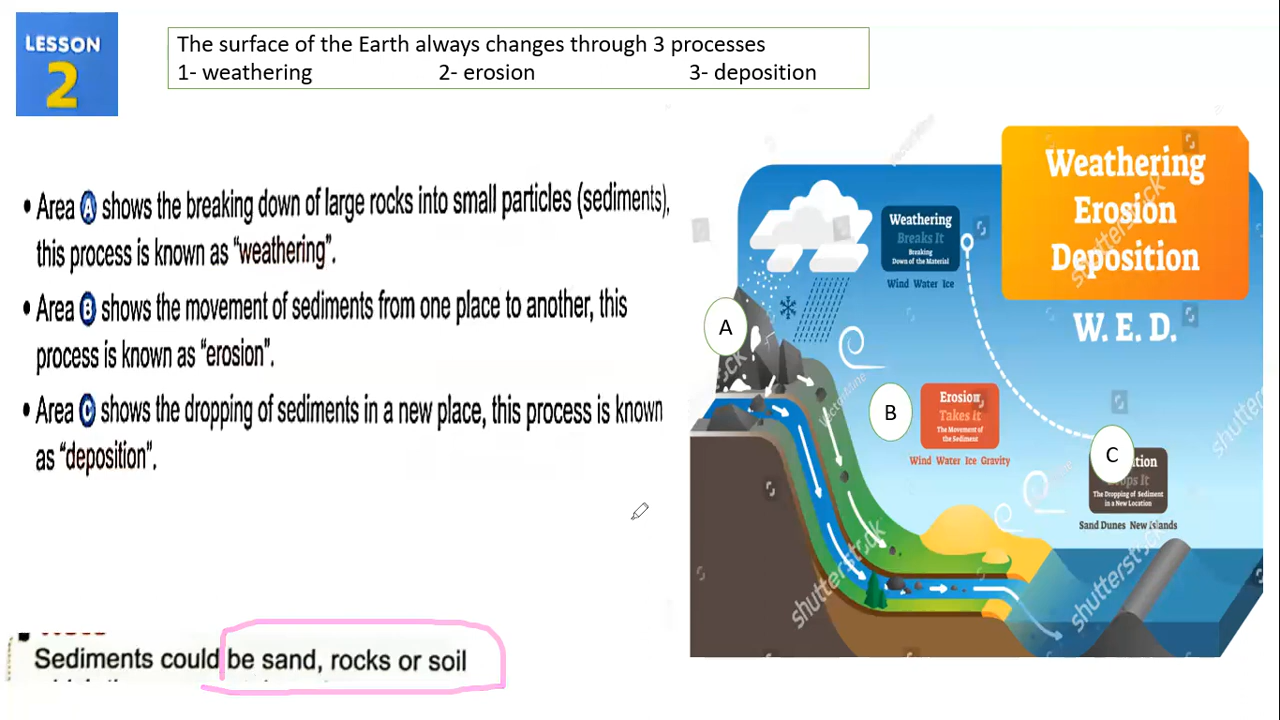 LESSON
2
The surface of the Earth always changes through 3 processes
1- weathering 2- erosion 3- deposition
• Area A shows the breaking down of large rocks into small particles (sediments),
this process is known as “weathering”.
• Area B shows the movement of sediments from one place to another, this
process is known as “erosion”.
• Area C shows the dropping of sediments in a new place, this process is known
as “deposition”.
Sediments could be sand, rocks or soil
Weathering
Erosion
Deposition
W. E. D.
Weathering
Breaks It
Breaking
Down of the Material
Wind Water Ice
A
B
Erosion
Takes It
The Movement of
the Sediment
Wind Water Ice Gravity
C
The Dropping of Sediment
in a New Location
Sand Dunes New Islands
shutterstock
shutterstock
shutterstock